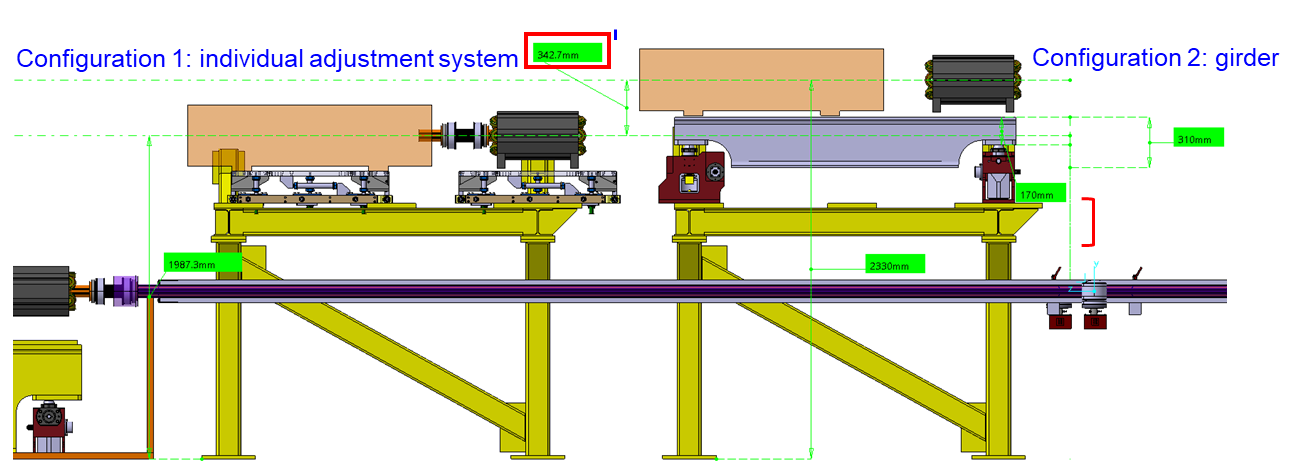 Configuration 1: individual adjustment system
342.7mm
Configuration 2: girder
310mm
170mm
1987.3mm
2330mm
Y
Z